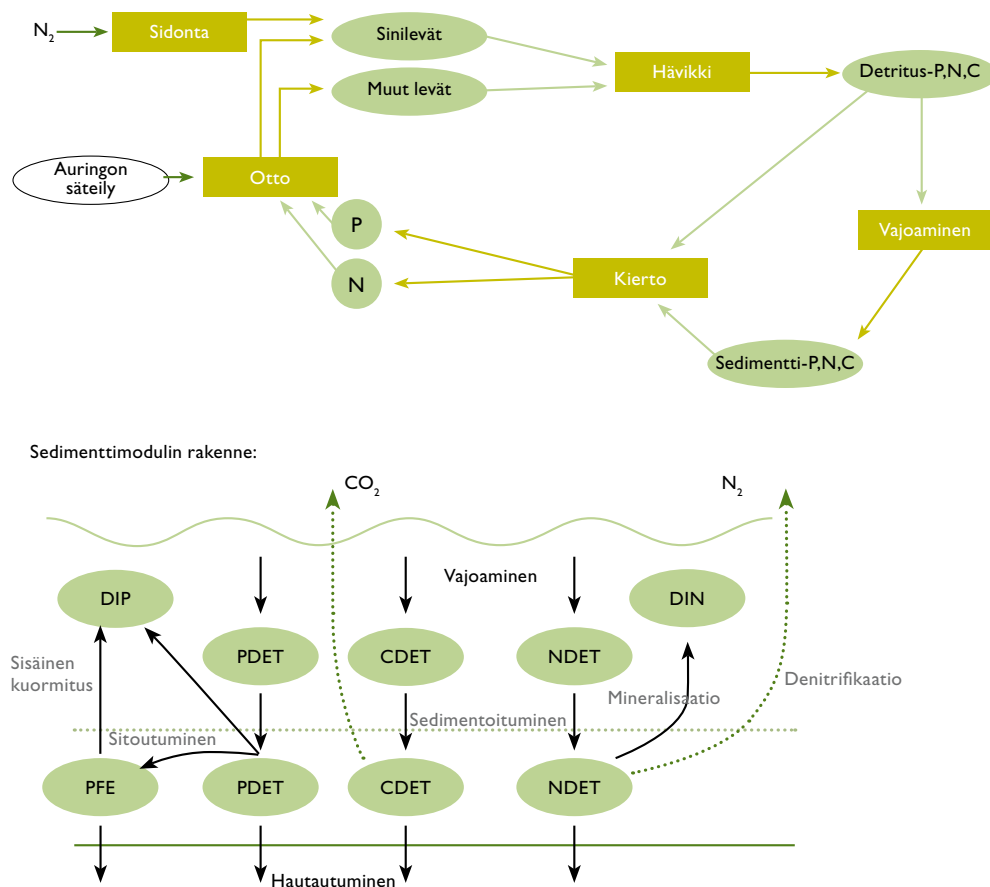 N2
Sidonta
Sinilevät
Muut levät
Hävikki
Detritus-P,N,C
Auringon
säteily
Otto
P
N
Kierto
Vajoaminen
Sedimentti-P,N,C
Sedimenttimodulin rakenne:
CO2
N2
Vajoaminen
DIP
DIN
PDET
CDET
NDET
Sisäinen
kuormitus
Mineralisaatio
Denitrifikaatio
Sedimentoituminen
Sitoutuminen
PFE
PDET
CDET
NDET
Hautautuminen